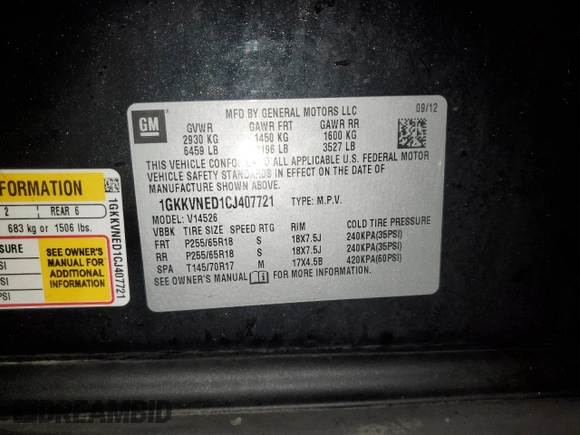 GM
MFD BY GENERAL MOTORS LLC
09/12
GVWR GAWR FRT GAWR RR
2930 KG 1450 KG 1600 KG
6459 LB 3196 LB 3527 LB
THIS VEHICLE CONFORMS TO ALL APPLICABLE U.S. FEDERAL MOTOR
VEHICLE SAFETY STANDARDS IN EFFECT ON THE DATE OF
MANUFACTURE SHOWN ABOVE.
1GKKVNED1CJ407721 TYPE: M.P.V.
MODEL: V14526
VBBK TIRE SIZE SPEED RTG RIM COLD TIRE PRESSURE
FRT P255/65R18 S 18X7.5J 240KPA(35PSI)
RR P255/65R18 S 18X7.5J 240KPA(35PSI)
SPA T145/70R17 M 17X4.5B 420KPA(60PSI)
SEE OWNER'S MANUAL FOR MORE INFORMATION.
FORMATION
2 REAR 6
683 kg or 1506 lbs.
SURE
SI
SI
PSI
SEE OWNER'S
MANUAL FOR
ADDITIONAL
INFORMATION
1GKKVNED1CJ407721
DREAMBID